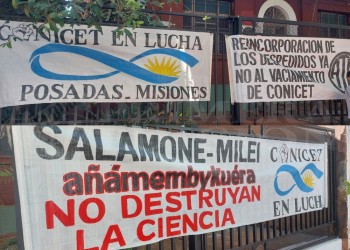 CONICET EN LUCHA
POSADAS - MISIONES
REINCORPORACION DE
LOS DESPEDIDOS YA
NO AL VACIAMIENTO
DE CONICET
ATE
SALAMONE-MILEI
añámembykuéra
NO DESTRUYAN
LA CIENCIA
CONICET
EN LUCH